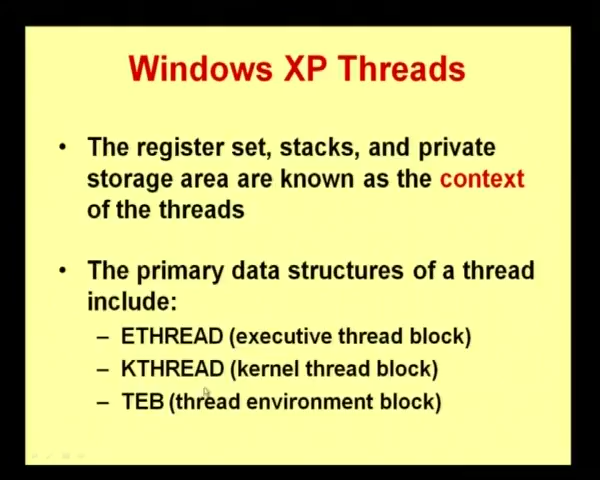 Windows XP Threads
• The register set, stacks, and private
storage area are known as the context
of the threads
• The primary data structures of a thread
include:
– ETHREAD (executive thread block)
– KTHREAD (kernel thread block)
– TEB (thread environment block)